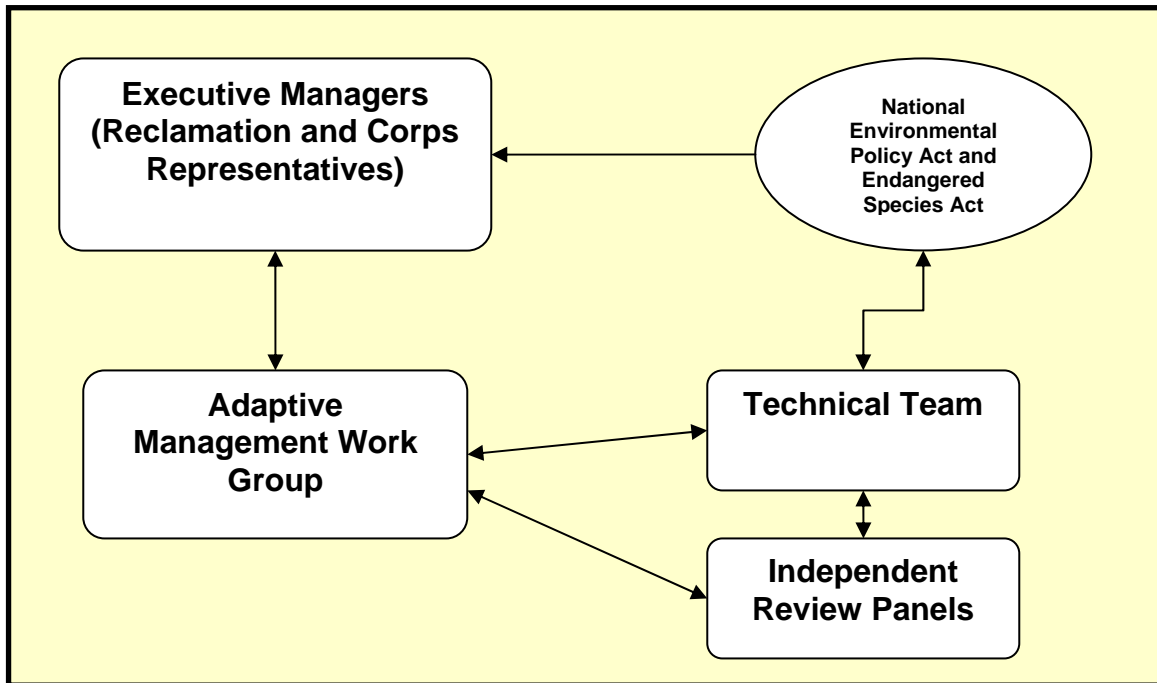 Executive Managers
(Reclamation and Corps
Representatives)
National
Environmental
Policy Act and
Endangered
Species Act
Adaptive
Management Work
Group
Technical Team
Independent
Review Panels